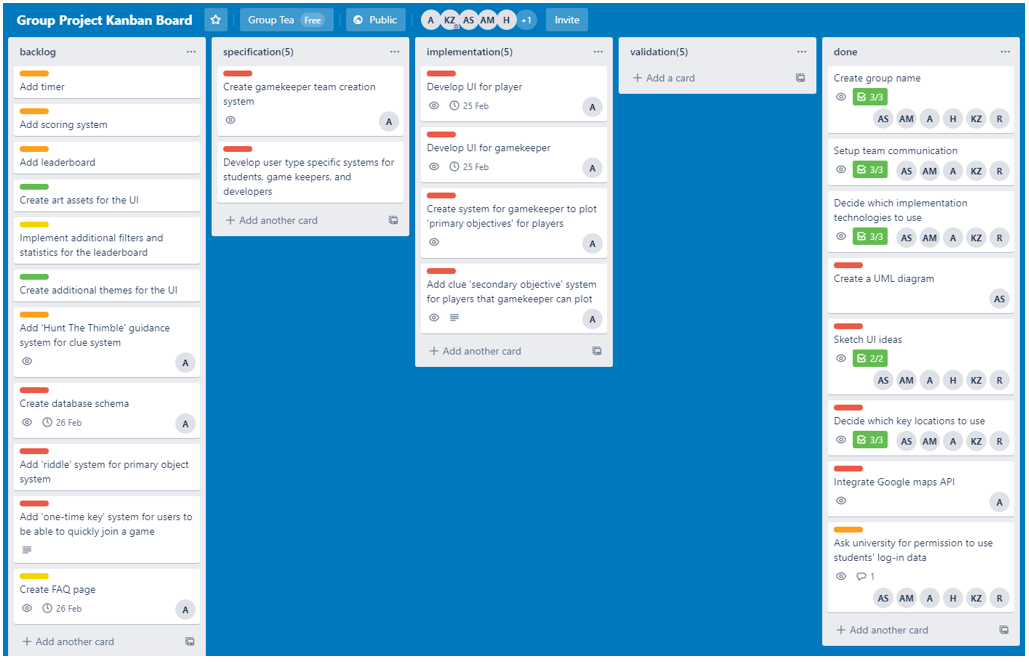 Group Project Kanban Board
Group Tea Free
Public
A KZ AS AM H +1
Invite
backlog
Add timer
Add scoring system
Add leaderboard
Create art assets for the UI
Implement additional filters and
statistics for the leaderboard
Create additional themes for the UI
Add 'Hunt The Thimble' guidance
system for clue system
A
Create database schema
26 Feb
A
Add 'riddle' system for primary object
system
Add 'one-time key' system for users to
be able to quickly join a game
Create FAQ page
26 Feb
A
+ Add another card
specification(5)
Create gamekeeper team creation
system
A
Develop user type specific systems for
students, game keepers, and
developers
+ Add another card
implementation(5)
Develop UI for player
25 Feb
A
Develop UI for gamekeeper
25 Feb
A
Create system for gamekeeper to plot
'primary objectives' for players
A
Add clue 'secondary objective' system
for players that gamekeeper can plot
A
+ Add another card
validation(5)
+ Add a card
done
Create group name
3/3
AS AM A H KZ R
Setup team communication
3/3 AS AM A KZ R
Decide which implementation
technologies to use
3/3 AS AM A KZ R
Create a UML diagram
AS
Sketch UI ideas
2/2
AS AM A H KZ R
Decide which key locations to use
3/3 AS AM A KZ R
Integrate Google maps API
A
Ask university for permission to use
students' log-in data
1
AS AM A H KZ R
+ Add another card